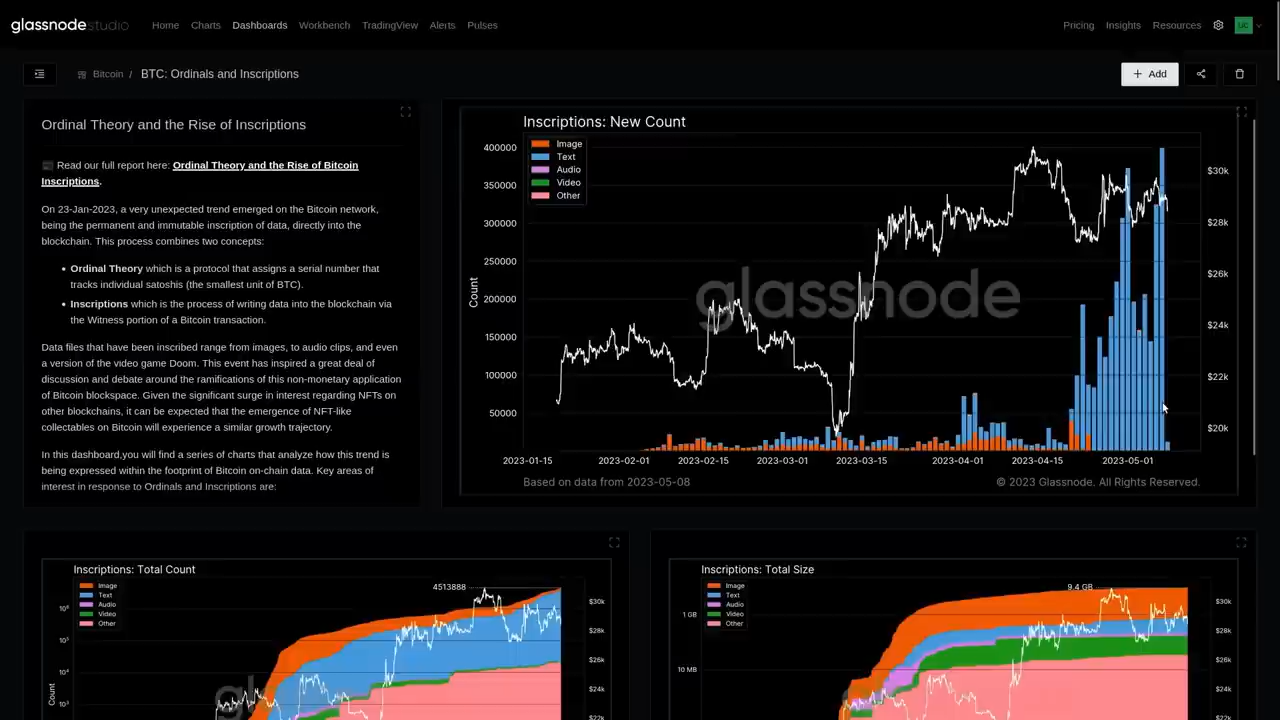 glassnodestudio
Home Charts Dashboards Workbench TradingView Alerts Pulses
Pricing Insights Resources UC
Bitcoin / BTC: Ordinals and Inscriptions
+ Add
Ordinal Theory and the Rise of Inscriptions
Read our full report here: Ordinal Theory and the Rise of Bitcoin
Inscriptions.
On 23-Jan-2023, a very unexpected trend emerged on the Bitcoin network,
being the permanent and immutable inscription of data, directly into the
blockchain. This process combines two concepts:
• Ordinal Theory which is a protocol that assigns a serial number that
tracks individual satoshis (the smallest unit of BTC).
• Inscriptions which is the process of writing data into the blockchain via
the Witness portion of a Bitcoin transaction.
Data files that have been inscribed range from images, to audio clips, and even
a version of the video game Doom. This event has inspired a great deal of
discussion and debate around the ramifications of this non-monetary application
of Bitcoin blockspace. Given the significant surge in interest regarding NFTs on
other blockchains, it can be expected that the emergence of NFT-like
collectables on Bitcoin will experience a similar growth trajectory.
In this dashboard,you will find a series of charts that analyze how this trend is
being expressed within the footprint of Bitcoin on-chain data. Key areas of
interest in response to Ordinals and Inscriptions are:
Inscriptions: New Count
Image
Text
Audio
Video
Other
400000
350000
300000
250000
200000
150000
100000
50000
Count
$30k
$28k
$26k
$24k
$22k
$20k
glassnode
2023-01-15 2023-02-01 2023-02-15 2023-03-01 2023-03-15 2023-04-01 2023-04-15 2023-05-01
Based on data from 2023-05-08
© 2023 Glassnode. All Rights Reserved.
Inscriptions: Total Count
Image
Text
Audio
Video
Other
4513888
10⁶
10⁵
10⁴
10³
Count
$30k
$28k
$26k
$24k
$22k
Inscriptions: Total Size
Image
Text
Audio
Video
Other
9.4 GB
1 GB
10 MB
$30k
$28k
$26k
$24k
$22k